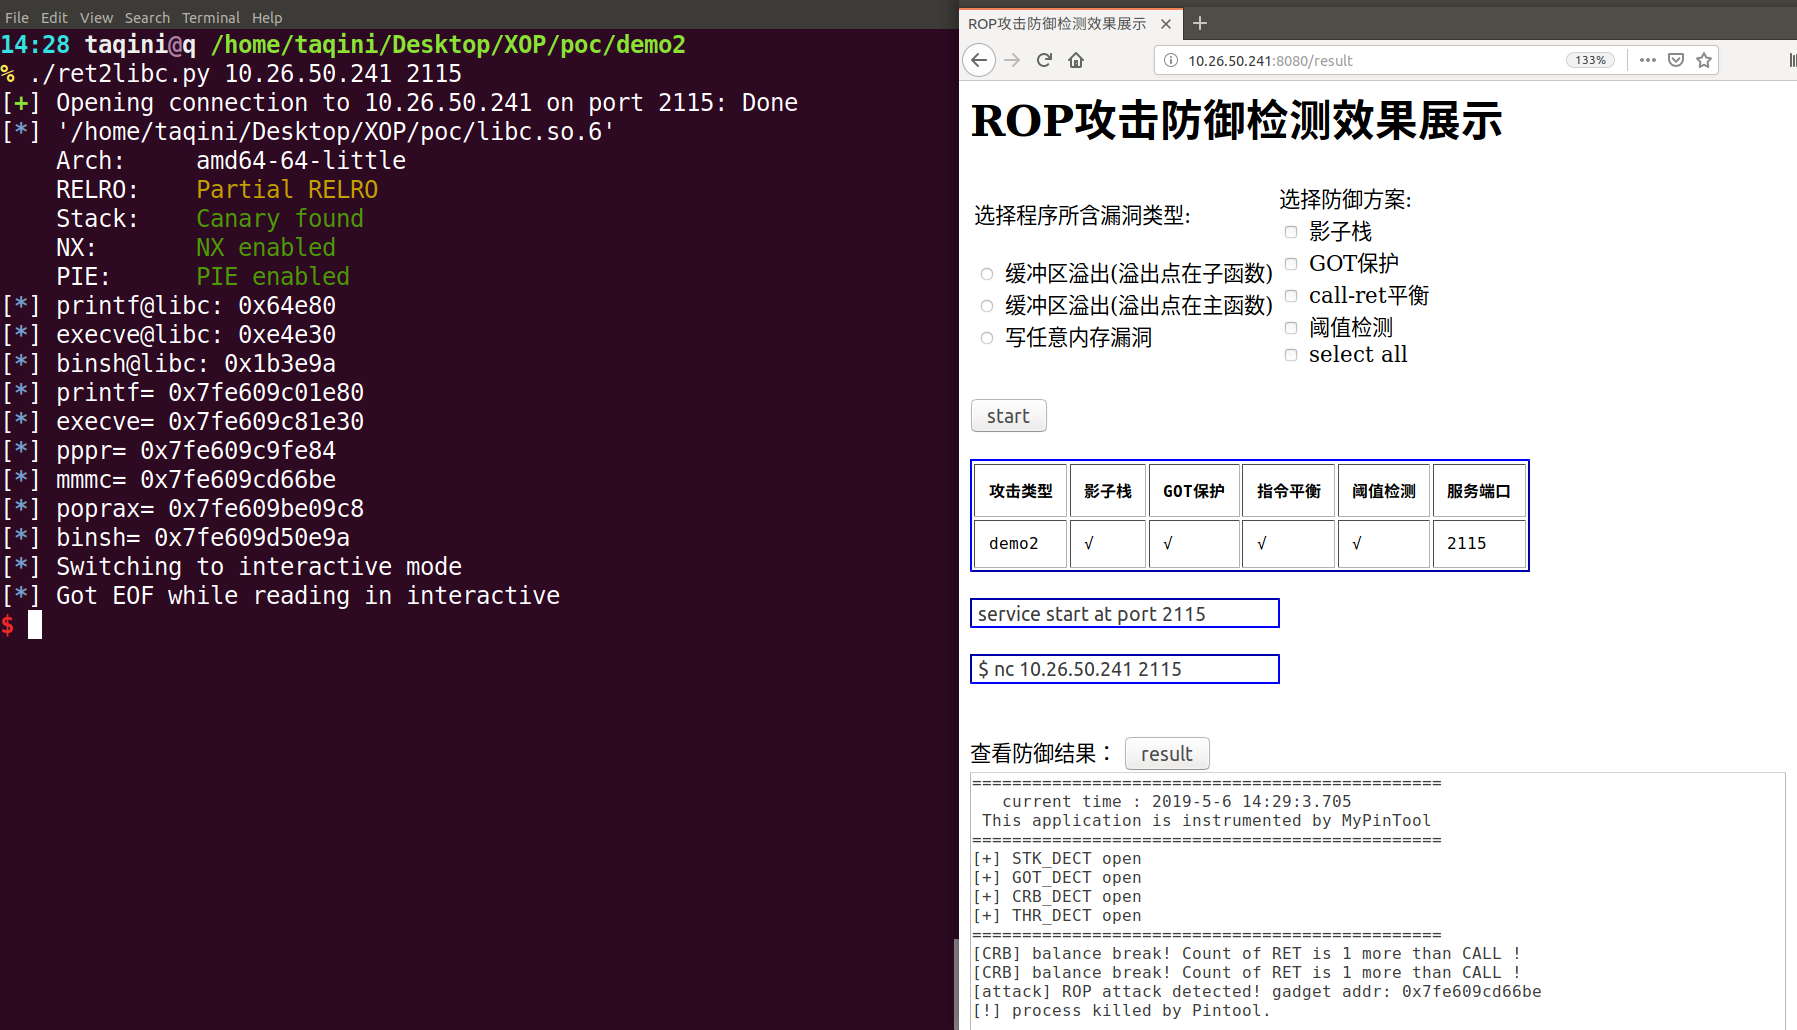 File Edit View Search Terminal Help
14:28 taqini@q /home/taqini/Desktop/XOP/poc/demo2
% ./ret2libc.py 10.26.50.241 2115
[+] Opening connection to 10.26.50.241 on port 2115: Done
[*] '/home/taqini/Desktop/XOP/poc/libc.so.6'
Arch: amd64-64-little
RELRO: Partial RELRO
Stack: Canary found
NX: NX enabled
PIE: PIE enabled
[*] printf@libc: 0x64e80
[*] execve@libc: 0xe4e30
[*] binsh@libc: 0x1b3e9a
[*] printf= 0x7fe609c01e80
[*] execve= 0x7fe609c81e30
[*] pppr= 0x7fe609c9fe84
[*] mmmc= 0x7fe609cd66be
[*] poprax= 0x7fe609be09c8
[*] binsh= 0x7fe609d50e9a
[*] Switching to interactive mode
[*] Got EOF while reading in interactive
$
ROP攻击防御检测效果展示
10.26.50.241:8080/result 133%
ROP攻击防御检测效果展示
选择程序所含漏洞类型:
缓冲区溢出(溢出点在子函数)
缓冲区溢出(溢出点在主函数)
写任意内存漏洞
选择防御方案:
影子栈
GOT保护
call-ret平衡
阈值检测
select all
start
攻击类型 影子栈 GOT保护 指令平衡 阈值检测 服务端口
demo2 √ √ √ √ 2115
service start at port 2115
$ nc 10.26.50.241 2115
查看防御结果： result
===============================================
current time : 2019-5-6 14:29:3.705
This application is instrumented by MyPinTool
===============================================
[+] STK_DECT open
[+] GOT_DECT open
[+] CRB_DECT open
[+] THR_DECT open
===============================================
[CRB] balance break! Count of RET is 1 more than CALL !
[CRB] balance break! Count of RET is 1 more than CALL !
[attack] ROP attack detected! gadget addr: 0x7fe609cd66be
[!] process killed by Pintool.